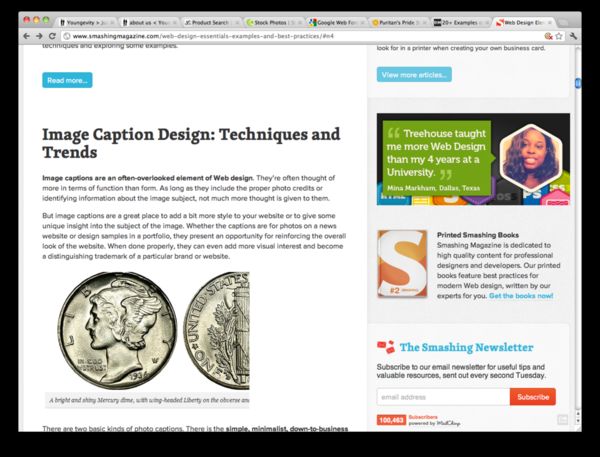 Youngevity > Ju
about us < Young
Product Search |
Stock Photos | S
Google Web Fon
Puritan's Pride S
20+ Examples o
Web Design Ele
www.smashingmagazine.com/web-design-essentials-examples-and-best-practices/#n4
techniques and exploring some examples.
Read more...
Image Caption Design: Techniques and
Trends
Image captions are an often-overlooked element of Web design. They're often thought of
more in terms of function than form. As long as they include the proper photo credits or
identifying information about the image subject, not much more thought is given to them.
But image captions are a great place to add a bit more style to your website or to give some
unique insight into the subject of the image. Whether the captions are for photos on a news
website or design samples in a portfolio, they present an opportunity for reinforcing the overall
look of the website. When done properly, they can even add more visual interest and become
a distinguishing trademark of a particular brand or website.
LIBERTY
IN GOD
WE TRUST
1936
UNITED STATES
A bright and shiny Mercury dime, with wing-headed Liberty on the obverse an
There are two basic kinds of photo captions. There is the simple, minimalist, down-to-business
look for in a printer when creating your own business card.
View more articles...
Treehouse taught
me more Web Design
than my 4 years at a
University.
Mina Markham, Dallas, Texas
Printed Smashing Books
Smashing Magazine is dedicated to
high quality content for professional
designers and developers. Our printed
books feature best practices for
modern Web design, written by our
experts for you. Get the books now!
S
#2
The Smashing Newsletter
Subscribe to our email newsletter for useful tips and
valuable resources, sent out every second Tuesday.
email address
Subscribe
100,463 Subscribers
powered by MailChimp